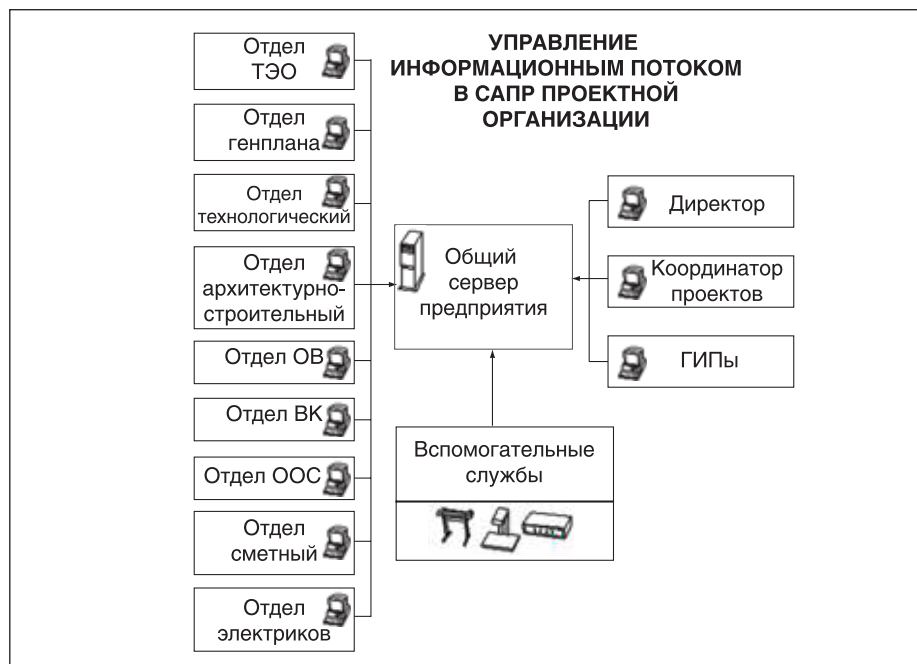 УПРАВЛЕНИЕ
ИНФОРМАЦИОННЫМ ПОТОКОМ
В САПР ПРОЕКТНОЙ
ОРГАНИЗАЦИИ
Отдел
ТЭО
Отдел
генплана
Отдел
технологический
Отдел
архитектурно-
строительный
Отдел ОВ
Отдел ВК
Отдел ООС
Отдел
сметный
Отдел
электриков
Общий
сервер
предприятия
Вспомогательные
службы
Директор
Координатор
проектов
ГИПы